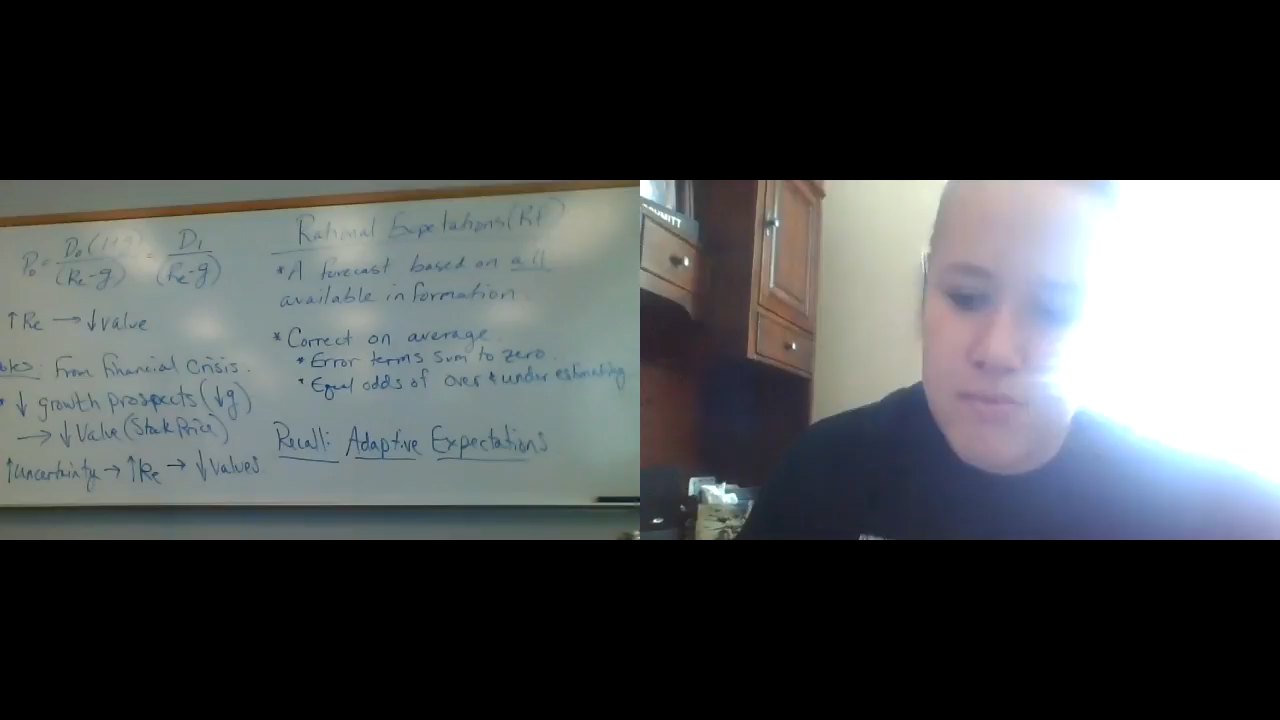 P₀ = D₀(1+g) / (Re-g) = D₁ / (Re-g)
↑Re → ↓value
From financial crisis.
* ↓ growth prospects (↓g)
→ ↓Value (Stock Price)
↑uncertainty → ↑Re → ↓values
Rational Expectations (RE)
* A forecast based on all
available information
* Correct on average.
* Error terms sum to zero.
* Equal odds of over & under estimating
Recall: Adaptive Expectations